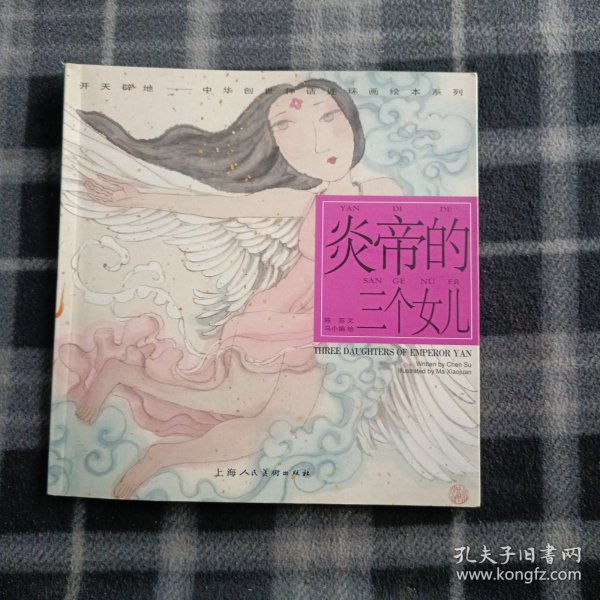 开天辟地——中华创世神话连环画绘本系列
YAN DI DE
炎帝的
SAN GE NÜ ER
三个女儿
陈苏 文
马小娟 绘
THREE DAUGHTERS OF EMPEROR YAN
Written by Chen Su
Illustrated by Ma Xiaojuan
上海人民美术出版社
孔夫子旧书网
www.kongfz.com